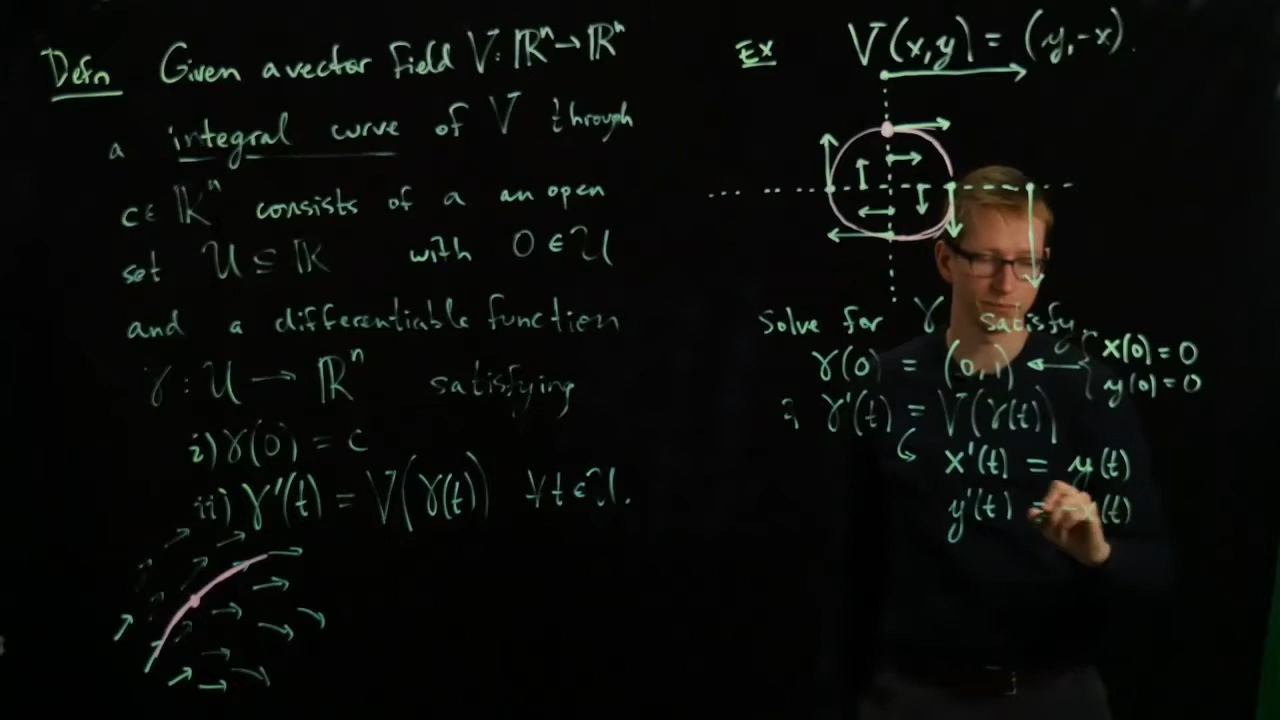 Defn Given a vector field V: ℝⁿ → ℝⁿ
a integral curve of V through
c ∈ ℝⁿ consists of a an open
set U ⊆ ℝ with 0 ∈ U
and a differentiable function
γ : U → ℝⁿ satisfying
i) γ(0) = c
ii) γ'(t) = V(γ(t)) ∀ t ∈ U.
Ex V(x,y) = (y,-x).
Solve for γ satisfy
γ(0) = (0,1) ← { x(0) = 0
y(0) = 0
γ'(t) = V(γ(t))
x'(t) = y(t)
y'(t) = -x(t)